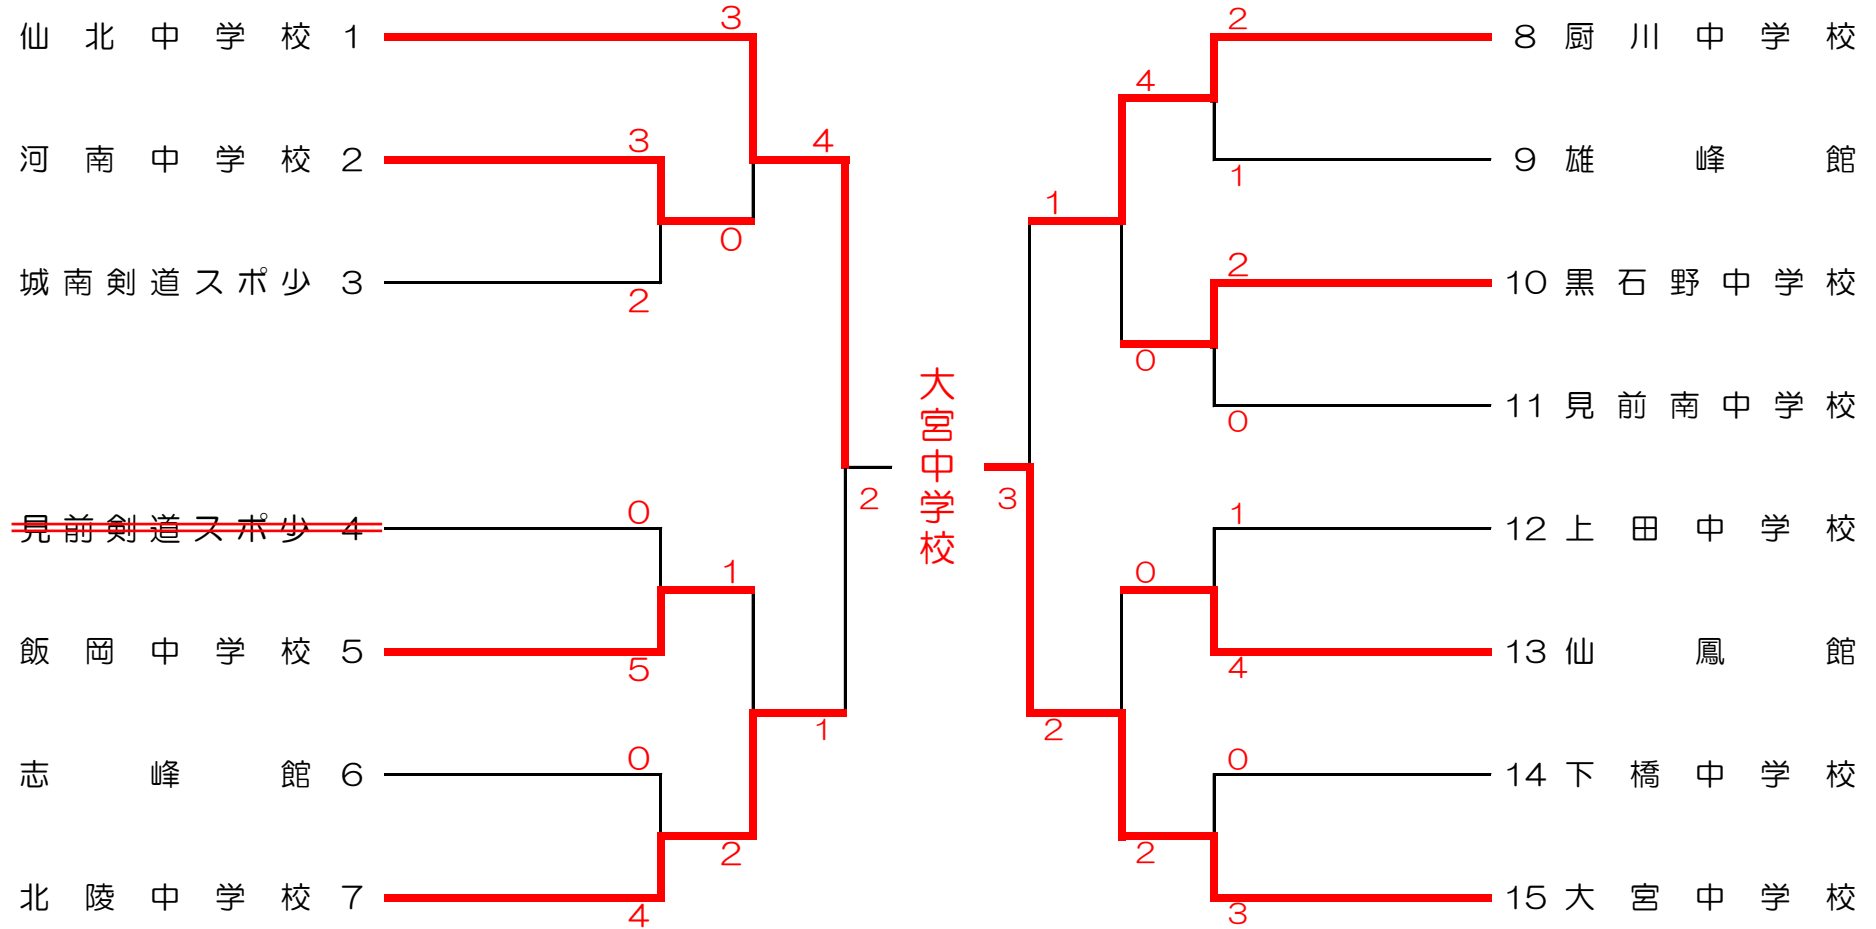 仙北中学校 1
3
河南中学校 2
3
4
0
城南剣道スポ少 3
2
見前剣道スポ少 4
0
1
飯岡中学校 5
5
1
志峰館 6
0
2
北陵中学校 7
4
2
大宮中学校
3
2
8 厨川中学校
4
9 雄峰館
1
1
2
10 黒石野中学校
0
11 見前南中学校
0
1
12 上田中学校
0
13 仙鳳館
4
2
0
14 下橋中学校
2
15 大宮中学校
3